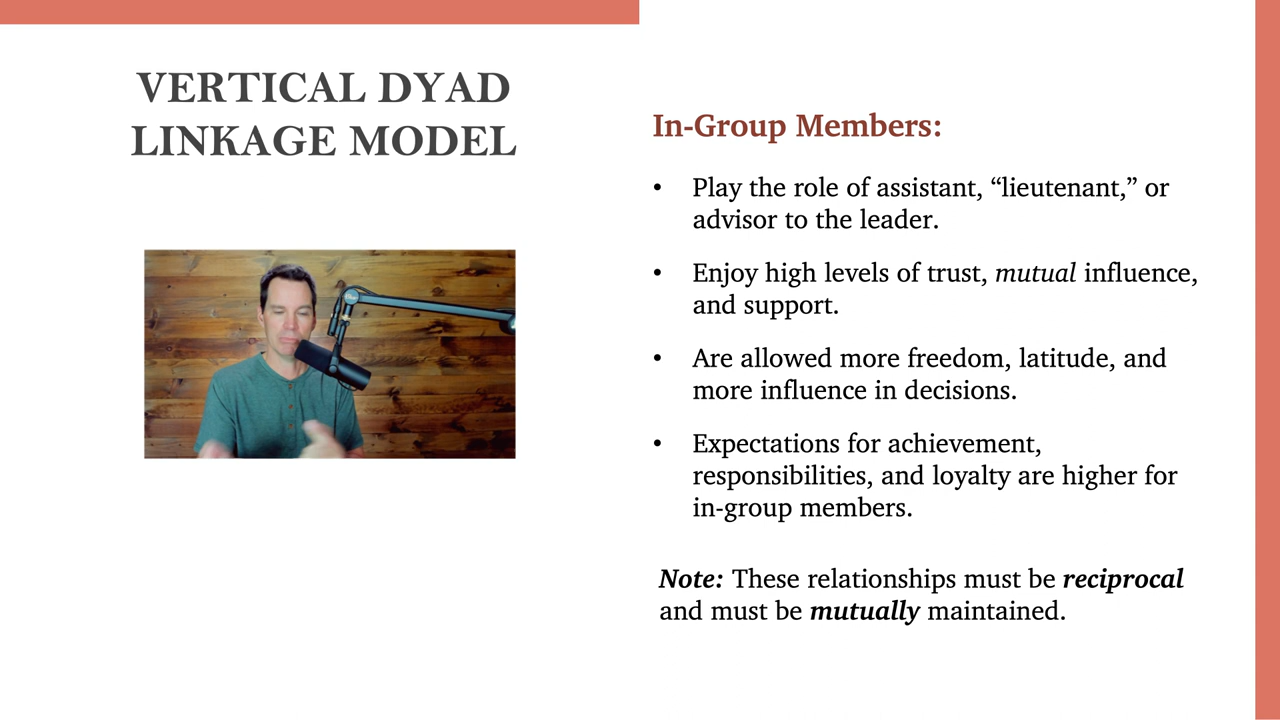 VERTICAL DYAD
LINKAGE MODEL
In-Group Members:
• Play the role of assistant, “lieutenant,” or
advisor to the leader.
• Enjoy high levels of trust, mutual influence,
and support.
• Are allowed more freedom, latitude, and
more influence in decisions.
• Expectations for achievement,
responsibilities, and loyalty are higher for
in-group members.
Note: These relationships must be reciprocal
and must be mutually maintained.